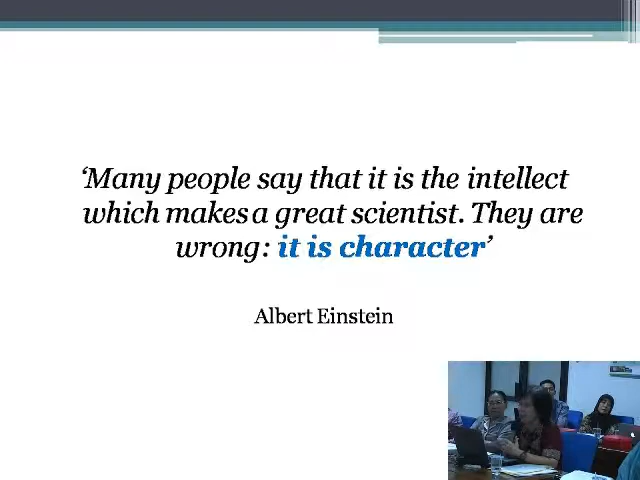 ‘Many people say that it is the intellect
which makes a great scientist. They are
wrong: it is character’
Albert Einstein